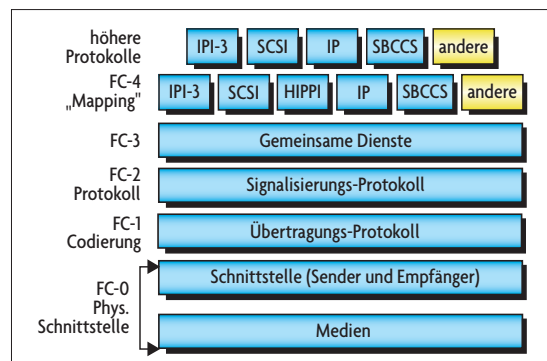 höhere
Protokolle
IPI-3 SCSI IP SBCCS andere
FC-4
„Mapping"
IPI-3 SCSI HIPPI IP SBCCS andere
FC-3
Gemeinsame Dienste
FC-2
Protokoll
Signalisierungs-Protokoll
FC-1
Codierung
Übertragungs-Protokoll
FC-0
Phys.
Schnittstelle
Schnittstelle (Sender und Empfänger)
Medien